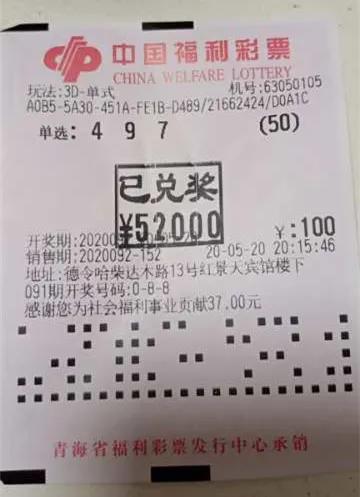 中国福利彩票
CHINA WELFARE LOTTERY
玩法:3D-单式 机号:63050105
A0B5-5A30-451A-FE1B-D489/21662424/D0A1C
单选: 4 9 7 (50)
已兑奖
¥52000
开奖期:2020092 ¥:100
销售期:2020092-152 20-05-20 20:15:46
地址:德令哈柴达木路13号红景天宾馆楼下
091期开奖号码:0-8-8
感谢您为社会福利事业贡献37.00元
青海省福利彩票发行中心承销